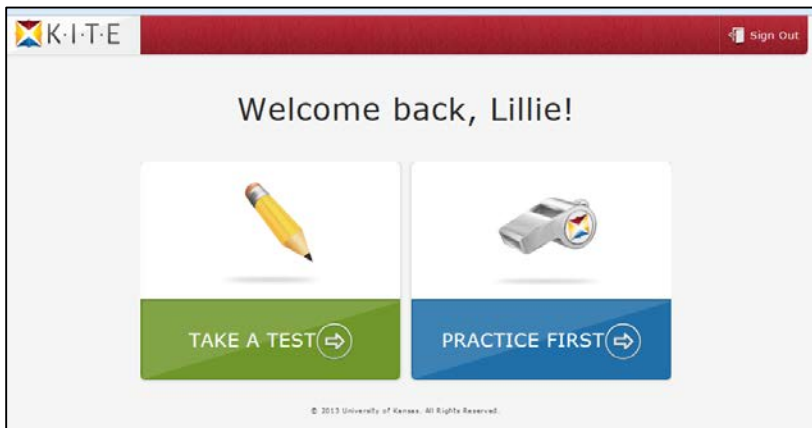 K·I·T·E
Sign Out
Welcome back, Lillie!
TAKE A TEST
PRACTICE FIRST
© 2013 University of Kansas. All Rights Reserved.